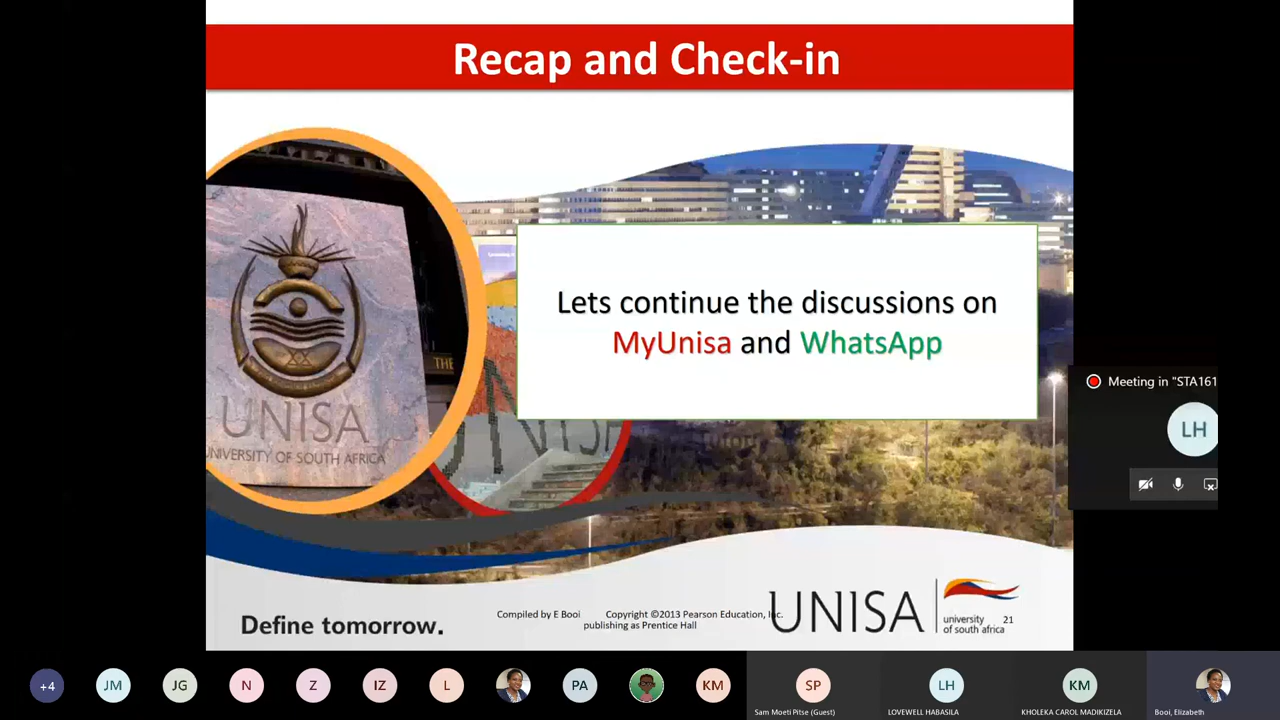 Recap and Check-in
THE
UNISA
UNIVERSITY OF SOUTH AFRICA
Lets continue the discussions on
MyUnisa and WhatsApp
Meeting in "STA161
LH
Define tomorrow.
Compiled by E Booi Copyright ©2013 Pearson Education, Inc.
publishing as Prentice Hall
UNISA
university
of south africa
21
+4
JM
JG
N
Z
IZ
L
PA
KM
SP
LH
KM
Sam Moeti Pitse (Guest)
LOVEWELL HABASILA
KHOLEKA CAROL MADIKIZELA
Booi, Elizabeth